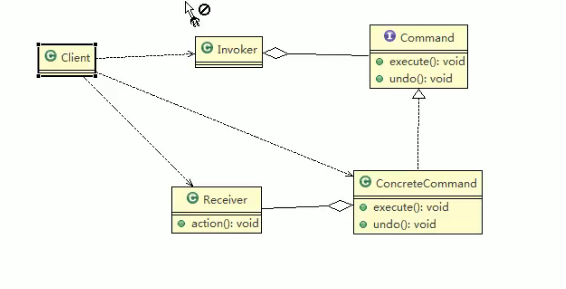 Client
Invoker
Command
execute(): void
undo(): void
Receiver
action(): void
ConcreteCommand
execute(): void
undo(): void